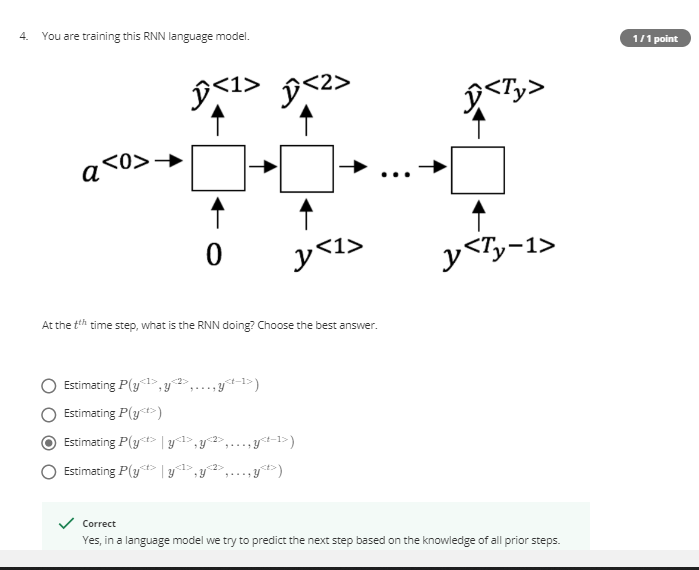 4. You are training this RNN language model.
1 / 1 point
ŷ<1> ŷ<2> ŷ<Ty>
a<0>
...
0 y<1> y<Ty−1>
At the tth time step, what is the RNN doing? Choose the best answer.
Estimating P(y<1>, y<2>, . . . , y<t−1>)
Estimating P(y<t>)
Estimating P(y<t> | y<1>, y<2>, . . . , y<t−1>)
Estimating P(y<t> | y<1>, y<2>, . . . , y<t>)
Correct
Yes, in a language model we try to predict the next step based on the knowledge of all prior steps.